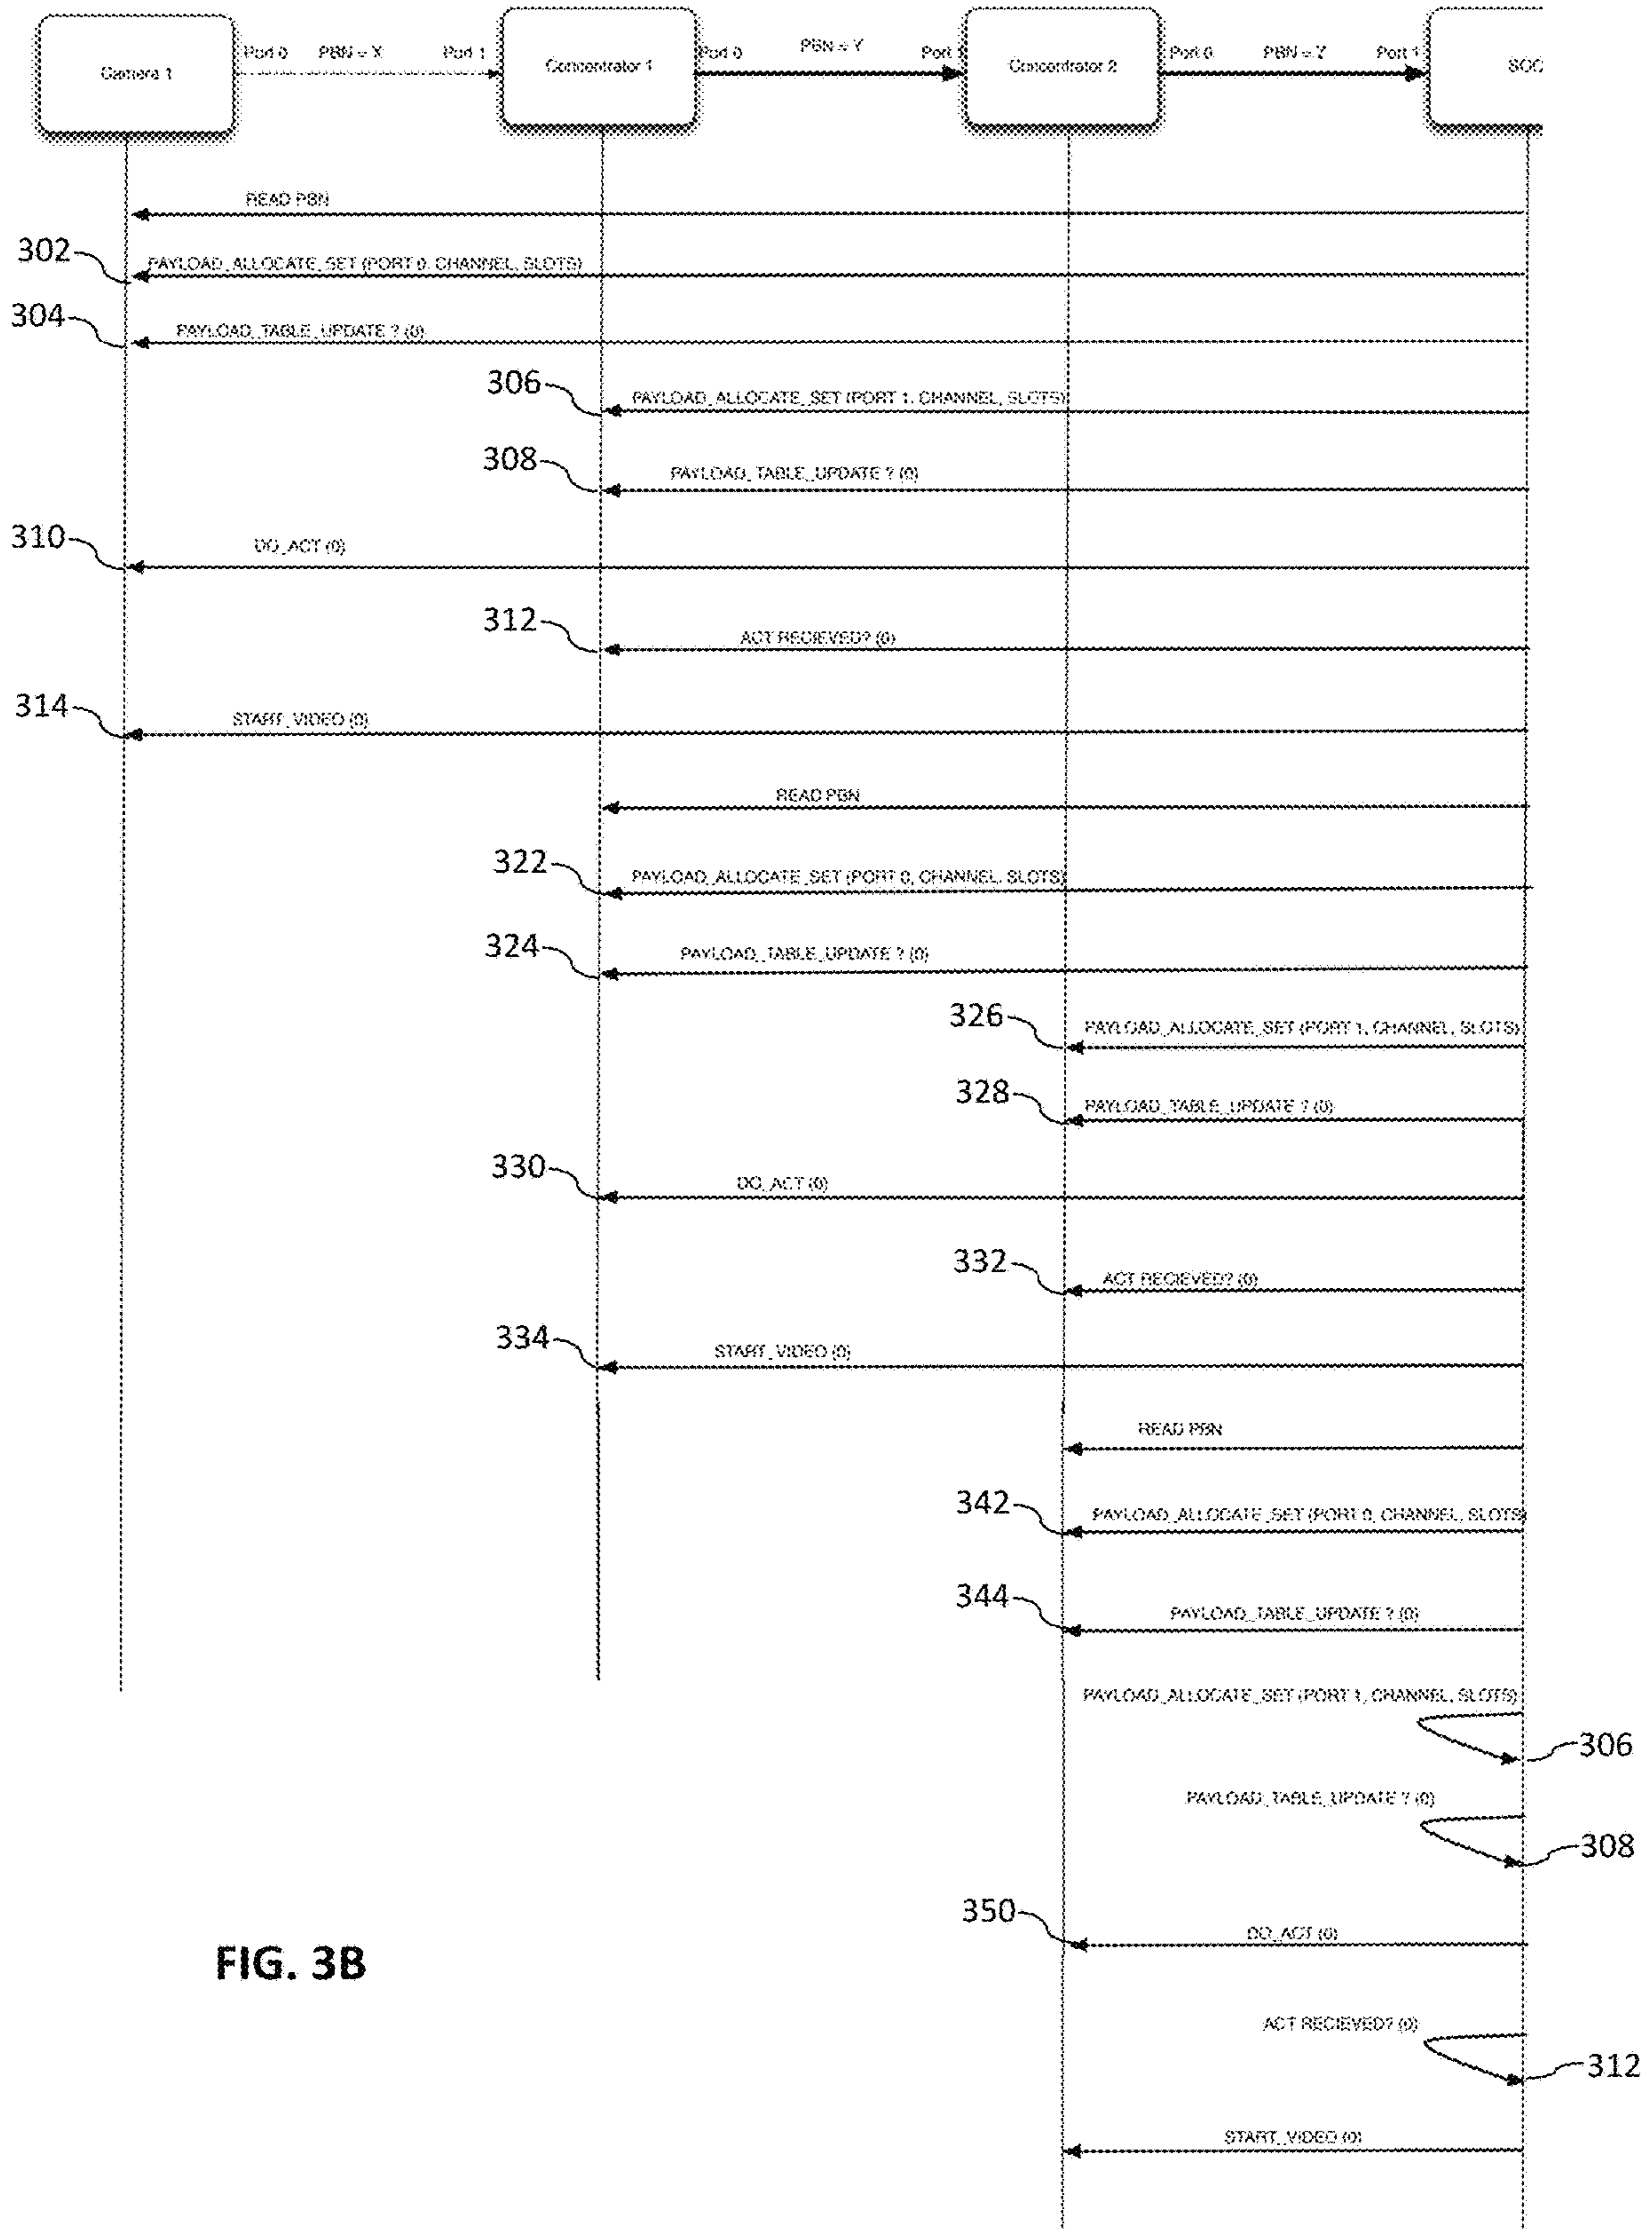 Camera 1
Port 0 PBN = X Port 1
Concentrator 1
Port 0 PBN = Y Port 1
Concentrator 2
Port 0 PBN = Z Port 1
SOC
READ PBN
302
PAYLOAD_ALLOCATE_SET (PORT 0, CHANNEL, SLOTS)
304
PAYLOAD_TABLE_UPDATE ? (0)
306
PAYLOAD_ALLOCATE_SET (PORT 1, CHANNEL, SLOTS)
308
PAYLOAD_TABLE_UPDATE ? (0)
310
DO_ACT (0)
312
ACT RECIEVED? (0)
314
START_VIDEO (0)
READ PBN
322
PAYLOAD_ALLOCATE_SET (PORT 0, CHANNEL, SLOTS)
324
PAYLOAD_TABLE_UPDATE ? (0)
326
PAYLOAD_ALLOCATE_SET (PORT 1, CHANNEL, SLOTS)
328
PAYLOAD_TABLE_UPDATE ? (0)
330
DO_ACT (0)
332
ACT RECIEVED? (0)
334
START_VIDEO (0)
READ PBN
342
PAYLOAD_ALLOCATE_SET (PORT 0, CHANNEL, SLOTS)
344
PAYLOAD_TABLE_UPDATE ? (0)
PAYLOAD_ALLOCATE_SET (PORT 1, CHANNEL, SLOTS)
306
PAYLOAD_TABLE_UPDATE ? (0)
308
350
DO_ACT (0)
FIG. 3B
ACT RECIEVED? (0)
312
START_VIDEO (0)